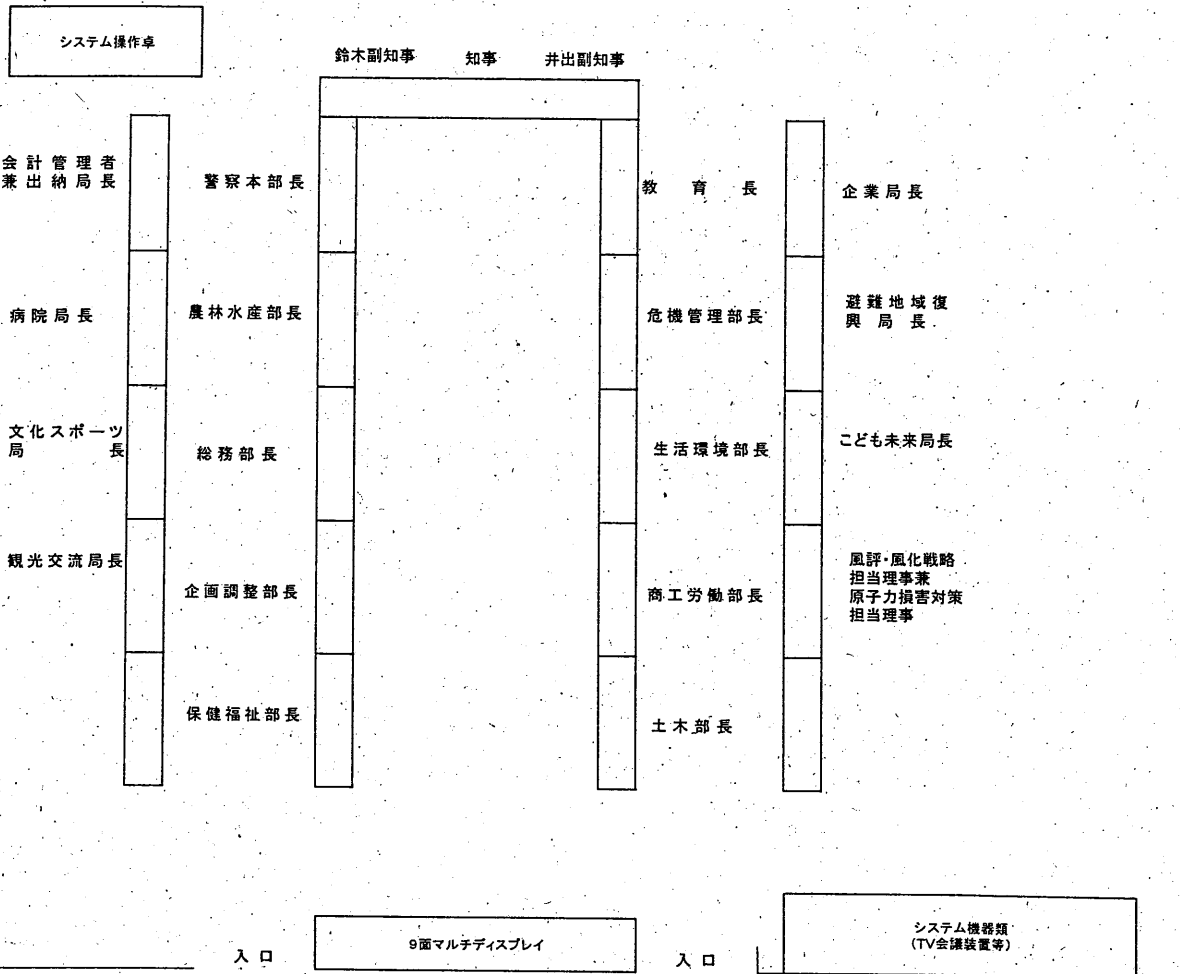 システム操作卓
鈴木副知事 知事 井出副知事
会計管理者
兼出納局長
警察本部長
教育長
企業局長
病院局長
農林水産部長
危機管理部長
避難地域復
興局長
文化スポーツ
局長
総務部長
生活環境部長
こども未来局長
観光交流局長
企画調整部長
商工労働部長
風評・風化戦略
担当理事兼
原子力損害対策
担当理事
保健福祉部長
土木部長
入口
9面マルチディスプレイ
入口
システム機器類
(TV会議装置等)